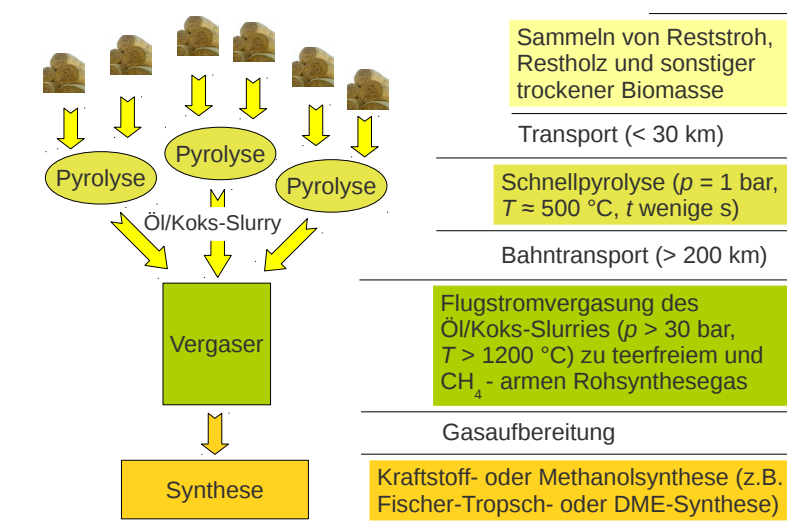 Pyrolyse
Pyrolyse
Pyrolyse
Öl/Koks-Slurry
Vergaser
Synthese
Sammeln von Reststroh,
Restholz und sonstiger
trockener Biomasse
Transport (< 30 km)
Schnellpyrolyse (p = 1 bar,
T ≈ 500 °C, t wenige s)
Bahntransport (> 200 km)
Flugstromvergasung des
Öl/Koks-Slurries (p > 30 bar,
T > 1200 °C) zu teerfreiem und
CH₄ - armen Rohsynthesegas
Gasaufbereitung
Kraftstoff- oder Methanolsynthese (z.B.
Fischer-Tropsch- oder DME-Synthese)